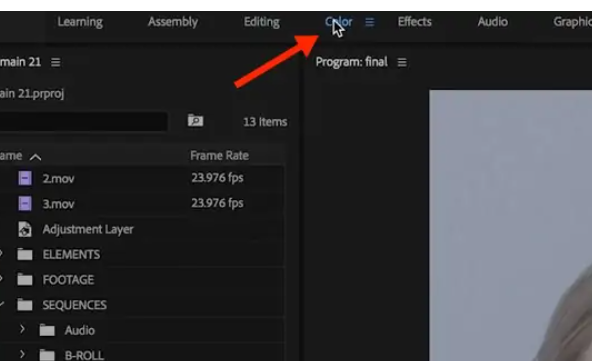 Learning Assembly Editing Color Effects Audio Graphic
main 21
Program: final
ain 21.prproj
13 Items
ame Frame Rate
2.mov 23.976 fps
3.mov 23.976 fps
Adjustment Layer
ELEMENTS
FOOTAGE
SEQUENCES
Audio
B-ROLL